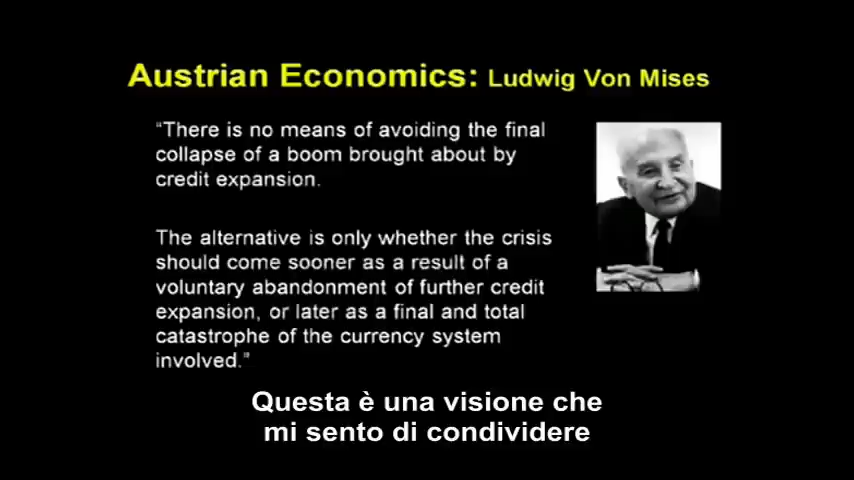 Austrian Economics: Ludwig Von Mises
“There is no means of avoiding the final
collapse of a boom brought about by
credit expansion.
The alternative is only whether the crisis
should come sooner as a result of a
voluntary abandonment of further credit
expansion, or later as a final and total
catastrophe of the currency system
involved.”
Questa è una visione che
mi sento di condividere